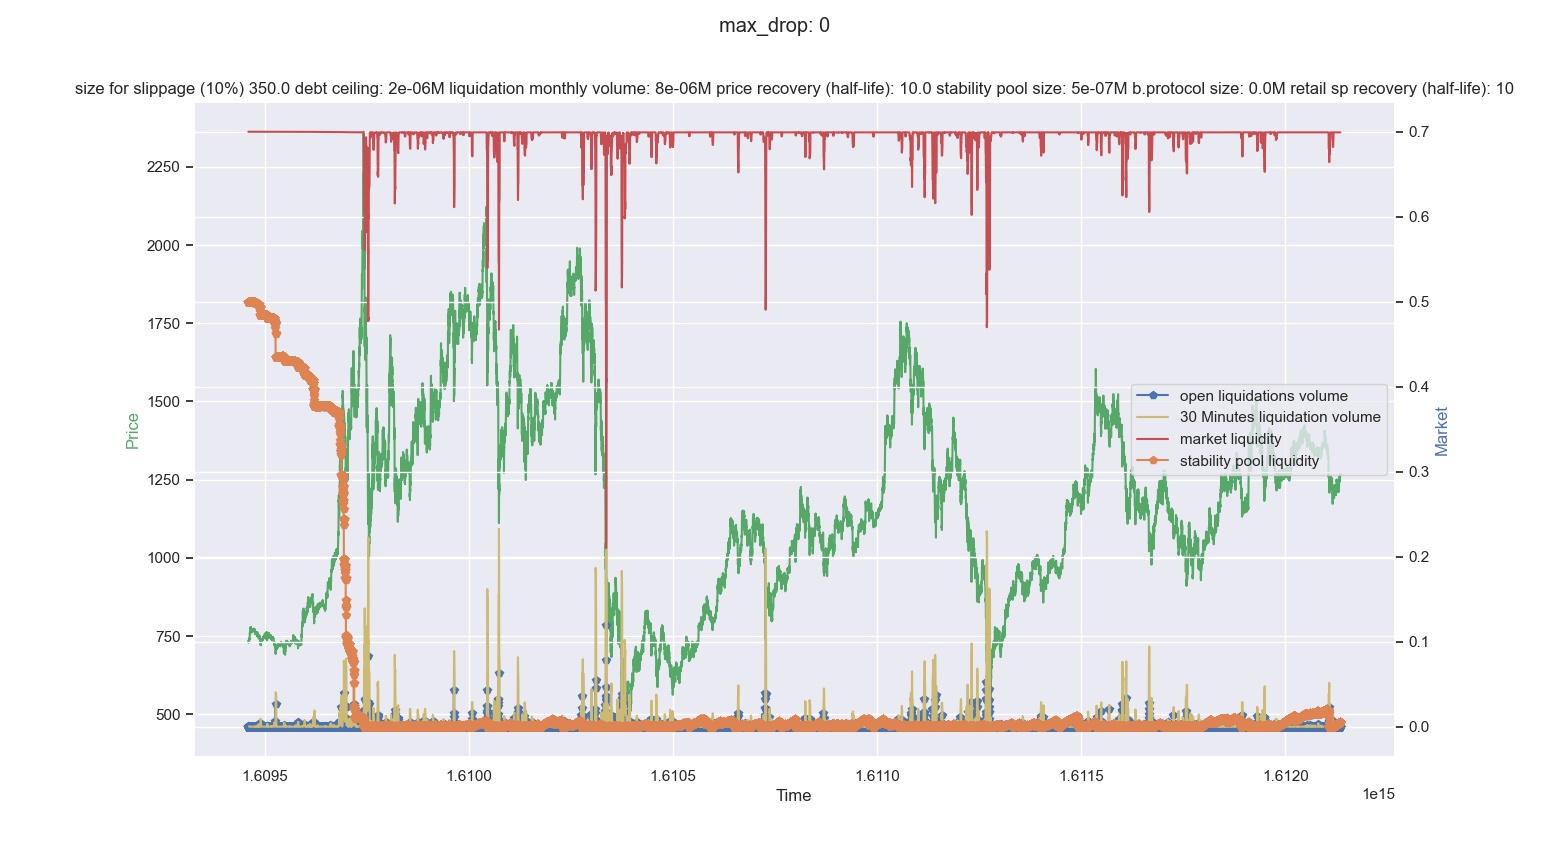 max_drop: 0
size for slippage (10%) 350.0 debt ceiling: 2e-06M liquidation monthly volume: 8e-06M price recovery (half-life): 10.0 stability pool size: 5e-07M b.protocol size: 0.0M retail sp recovery (half-life): 10
2250
2000
1750
1500
1250
1000
750
500
Price
0.7
0.6
0.5
0.4
0.3
0.2
0.1
0.0
Market
open liquidations volume
30 Minutes liquidation volume
market liquidity
stability pool liquidity
1.6095
1.6100
1.6105
1.6110
1.6115
1.6120
1e15
Time